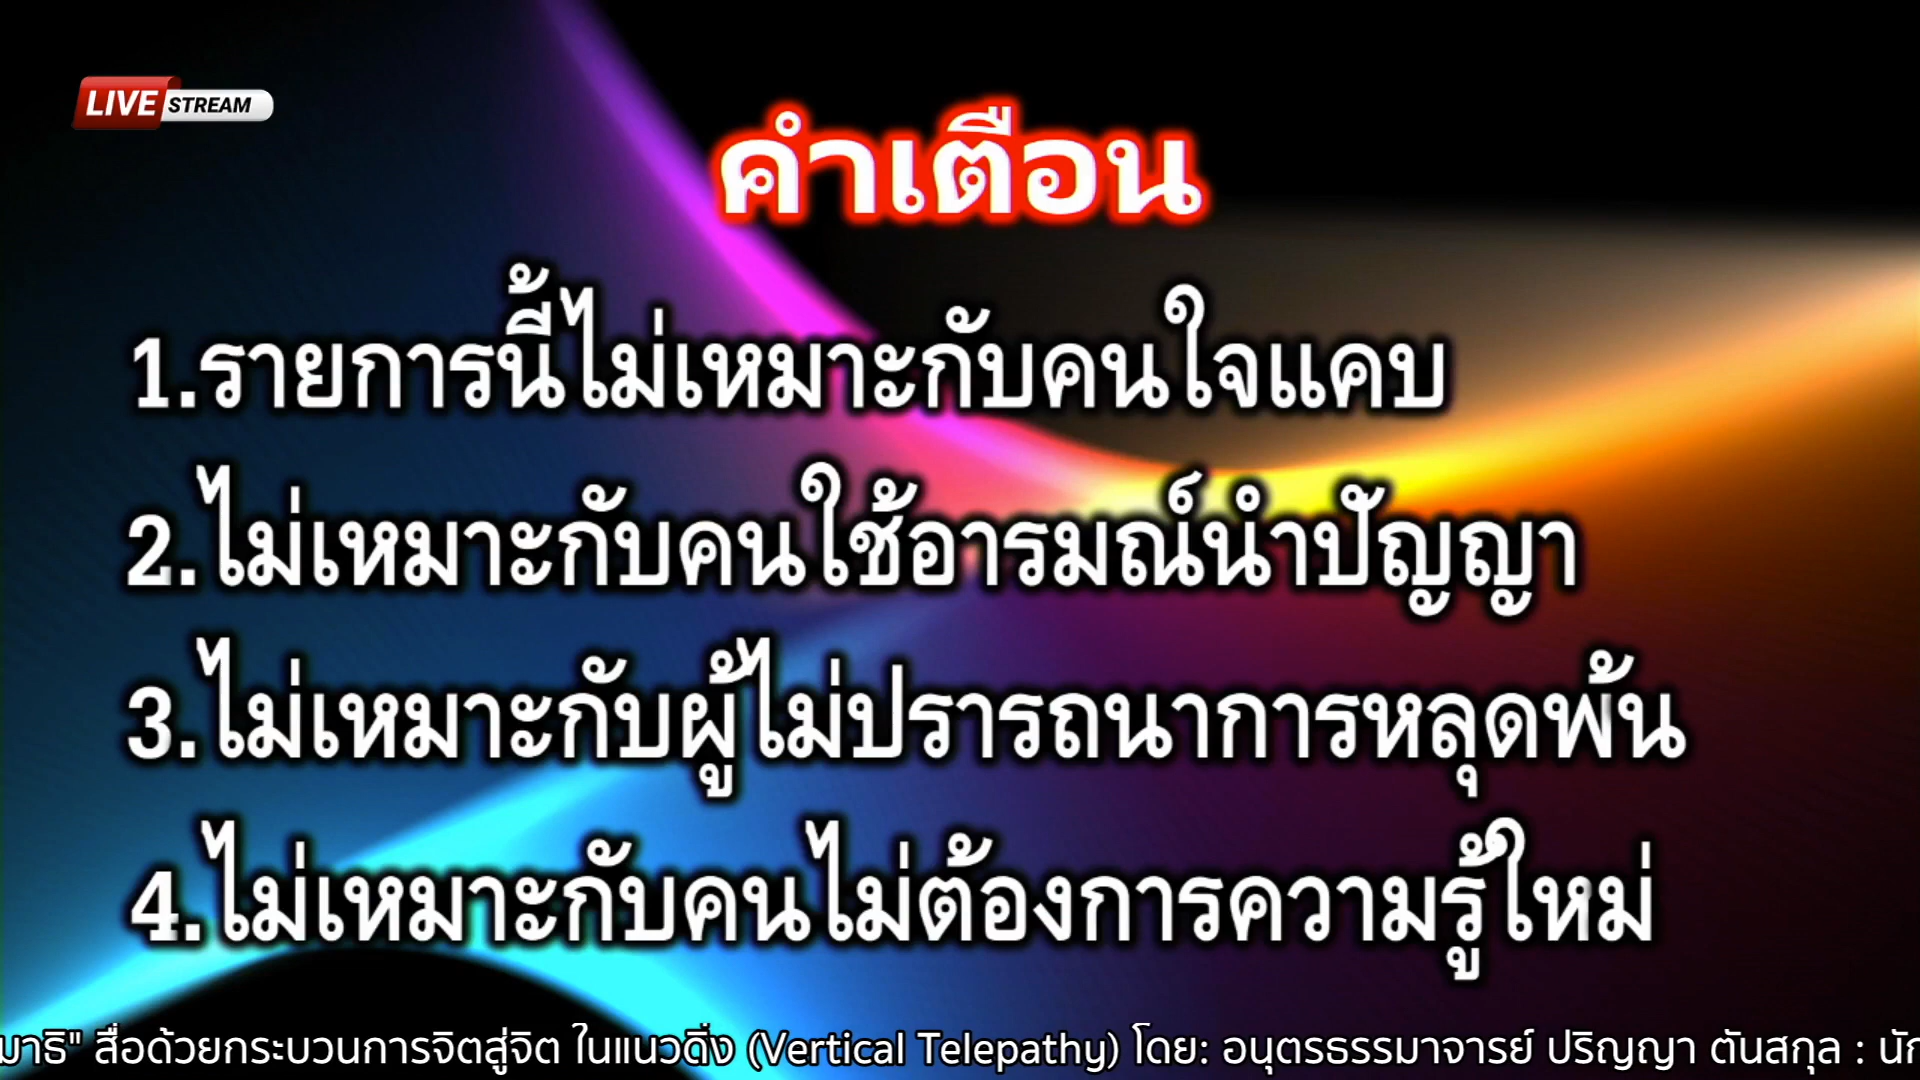 LIVE STREAM
คำเตือน
1.รายการนี้ไม่เหมาะกับคนใจแคบ
2.ไม่เหมาะกับคนใช้อารมณ์นำปัญญา
3.ไม่เหมาะกับผู้ไม่ปรารถนาการหลุดพ้น
4.ไม่เหมาะกับคนไม่ต้องการความรู้ใหม่
มาธิ" สื่อด้วยกระบวนการจิตสู่จิต ในแนวดิ่ง (Vertical Telepathy) โดย: อนุตรธรรมาจารย์ ปริญญา ตันสกุล : นัก